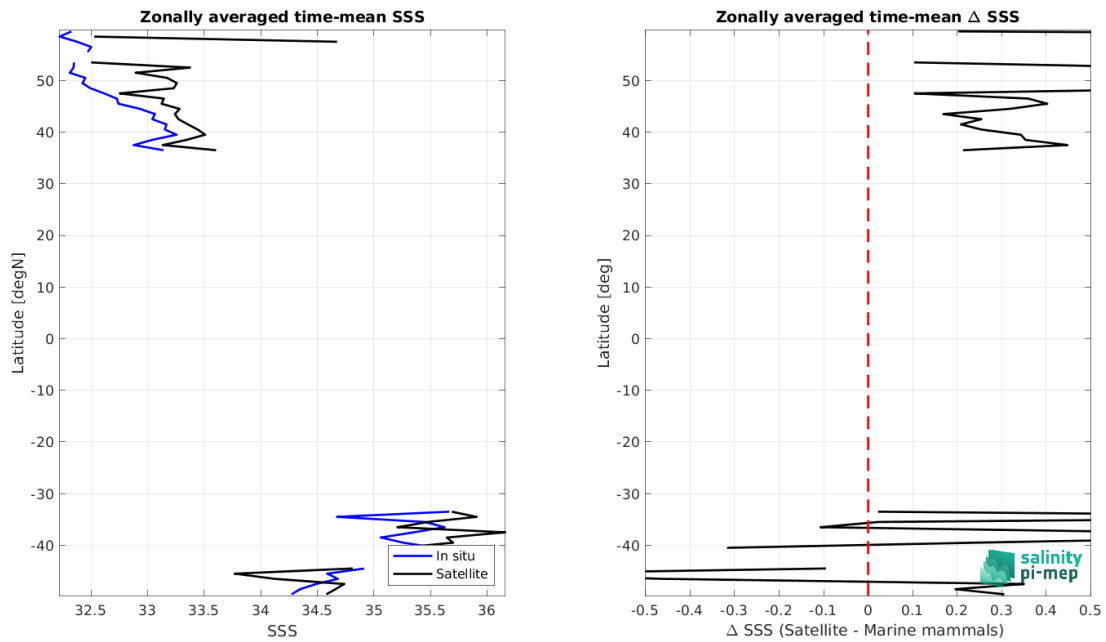 Zonally averaged time-mean SSS
Latitude [degN]
50
40
30
20
10
0
-10
-20
-30
-40
32.5 33 33.5 34 34.5 35 35.5 36
SSS
In situ
Satellite
Zonally averaged time-mean Δ SSS
Latitude [deg]
50
40
30
20
10
0
-10
-20
-30
-40
-0.5 -0.4 -0.3 -0.2 -0.1 0 0.1 0.2 0.3 0.4 0.5
Δ SSS (Satellite - Marine mammals)
salinity
pi-mep